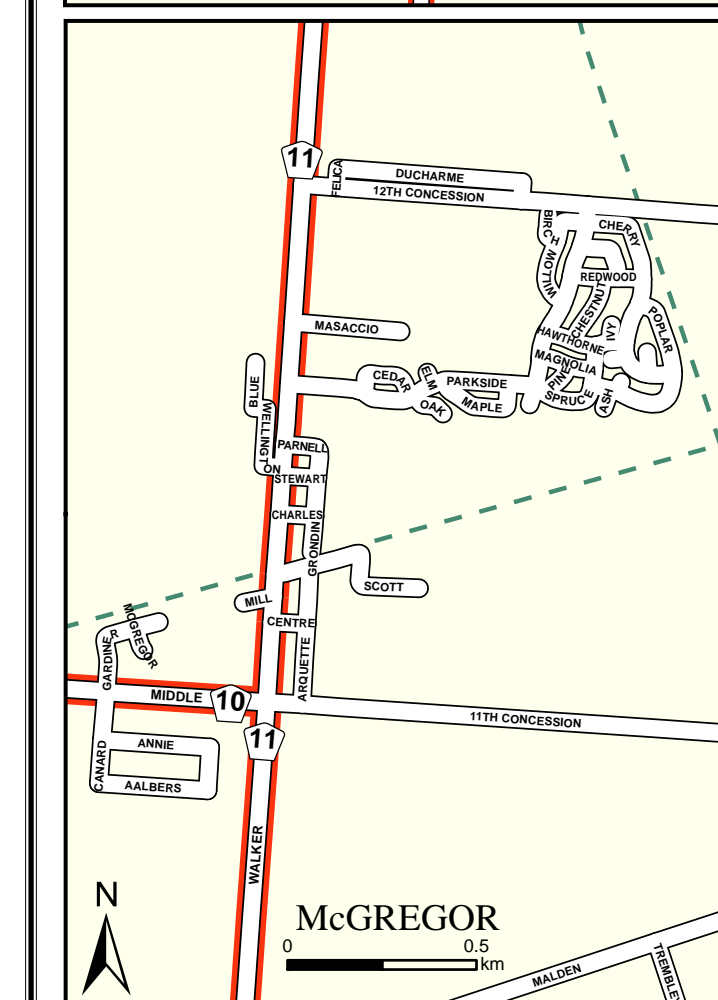 11
FELICA
DUCHARME
12TH CONCESSION
BIRCH
CHERRY
WILLOW
REDWOOD
CHESTNUT
POPLAR
IVY
HAWTHORNE
MAGNOLIA
PINE
SPRUCE
ASH
MASACCIO
CEDAR
ELM
PARKSIDE
OAK
MAPLE
BLUE
WELLINGTON
PARNELL
STEWART
CHARLES
GRONDIN
SCOTT
MILL
CENTRE
ARQUETTE
MCGREGOR
GARDINER
MIDDLE
10
11TH CONCESSION
11
ANNIE
CANARD
AALBERS
WALKER
N
McGREGOR
0 0.5
km
MALDEN
TREMBLEY